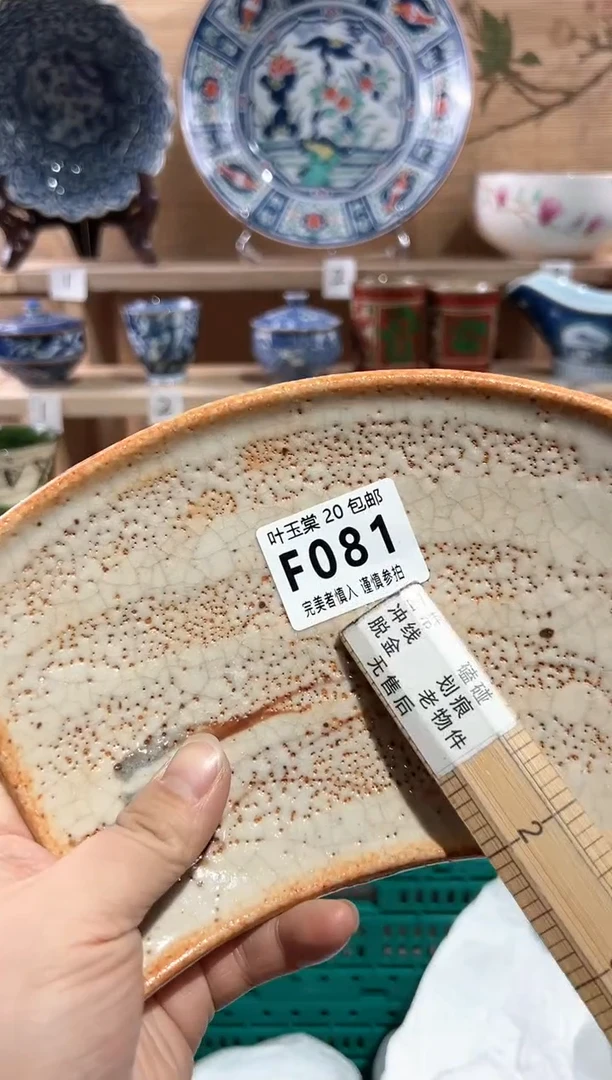 叶玉棠 20 包邮
F081
完美者慎入 谨慎参拍
冲线
脱金
磕碰
划痕
无售后
老物件
2